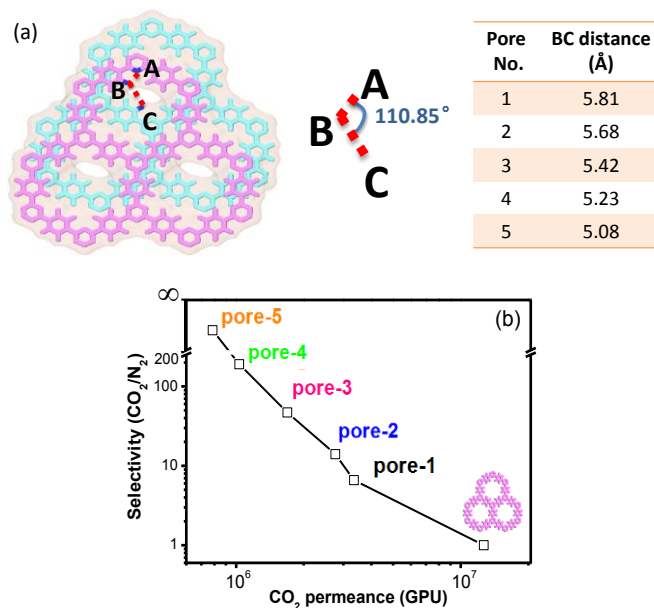 (a)
A
B
C
A
B
C
110.85°
Pore No. BC distance (Å)
1 5.81
2 5.68
3 5.42
4 5.23
5 5.08
(b)
∞
200
100
10
1
Selectivity (CO2/N2)
pore-5
pore-4
pore-3
pore-2
pore-1
10^6 10^7
CO2 permeance (GPU)